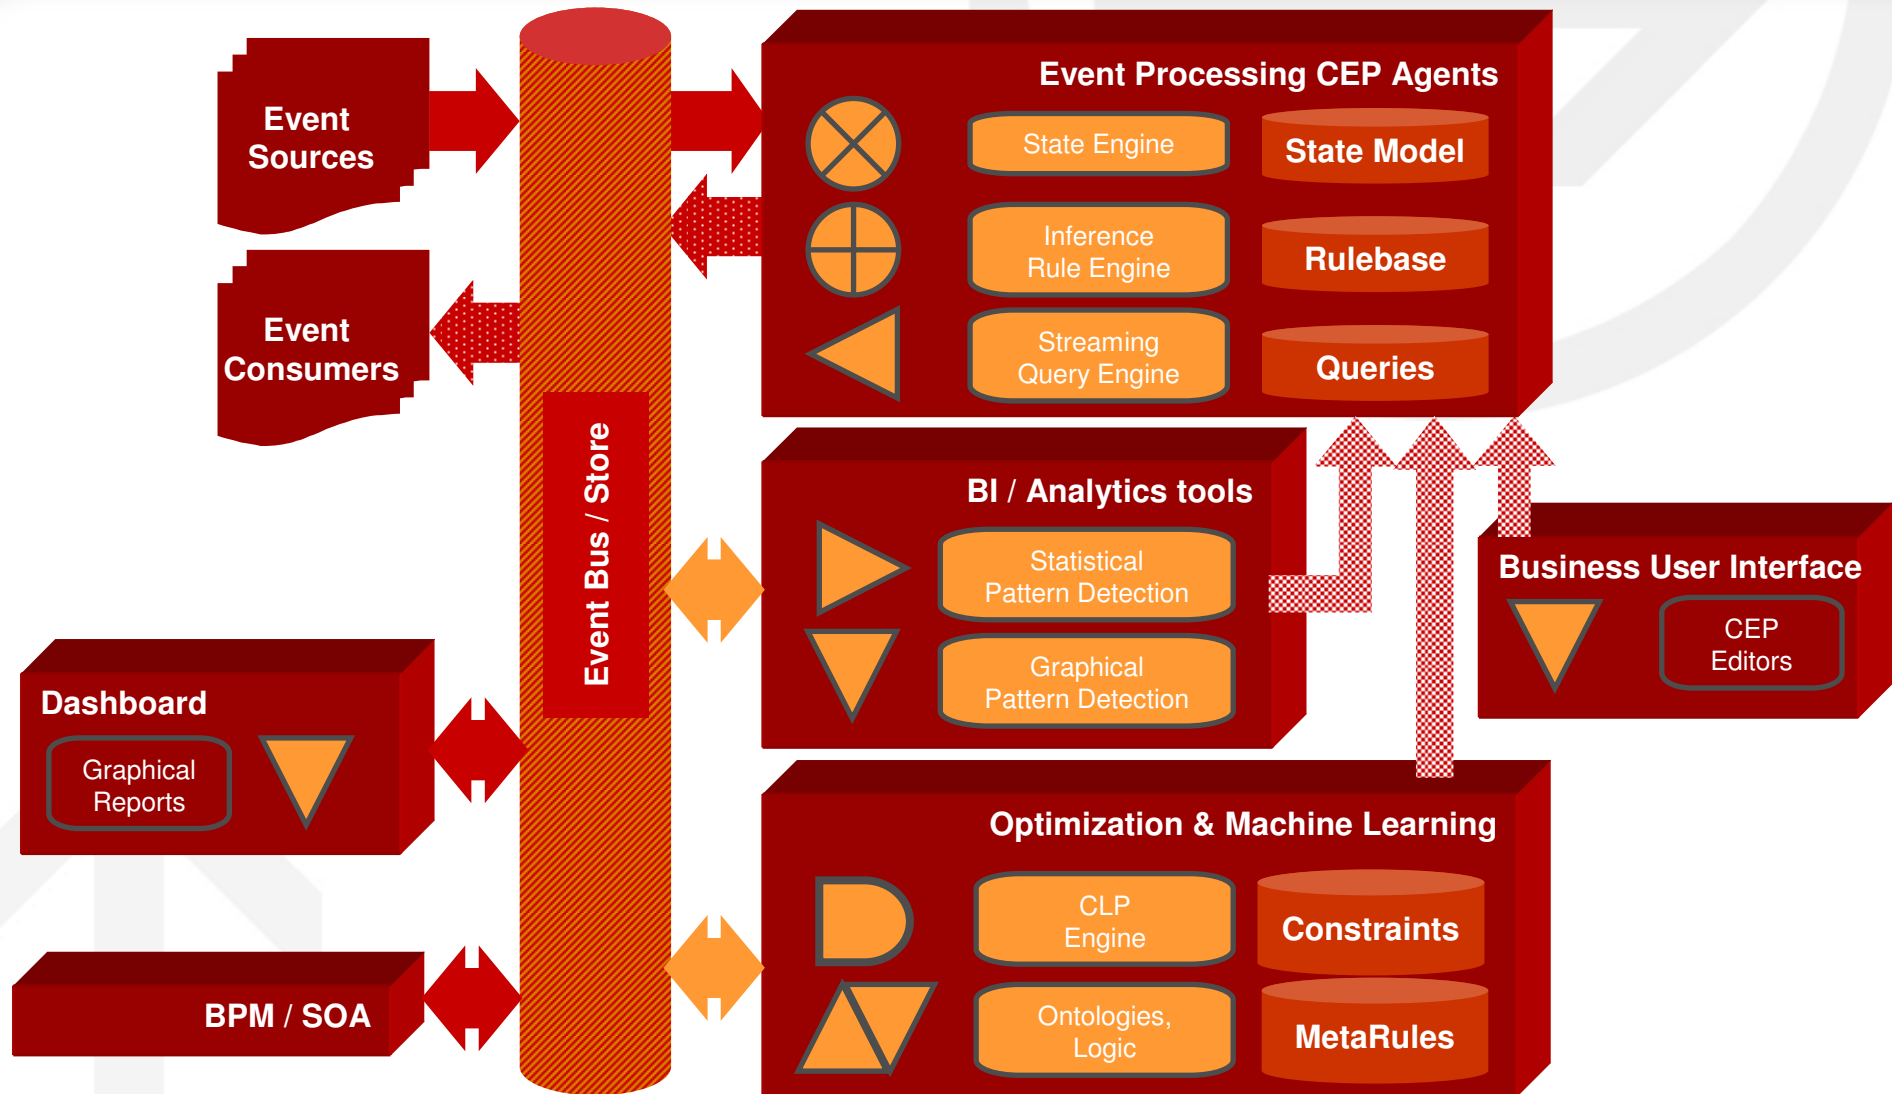 Event
Sources
Event
Consumers
Event Bus / Store
Event Processing CEP Agents
State Engine
State Model
Inference
Rule Engine
Rulebase
Streaming
Query Engine
Queries
BI / Analytics tools
Statistical
Pattern Detection
Graphical
Pattern Detection
Business User Interface
CEP
Editors
Dashboard
Graphical
Reports
Optimization & Machine Learning
CLP
Engine
Constraints
Ontologies,
Logic
MetaRules
BPM / SOA